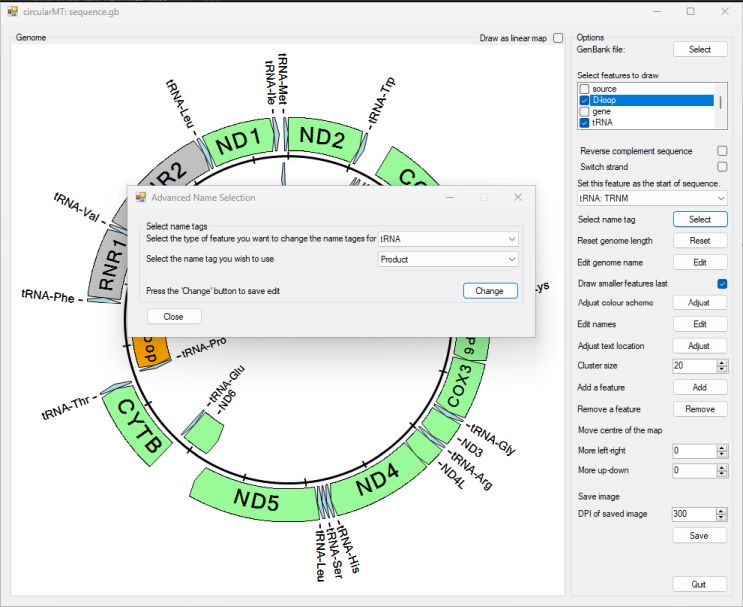 circularMT: sequence.gb
Genome
Draw as linear map
tRNA-Met
tRNA-Ile
tRNA-Trp
tRNA-Leu
ND1
ND2
RNR2
CO
tRNA-Val
RNR1
tRNA-Phe
Lys
Advanced Name Selection
Select name tags
Select the type of feature you want to change the name tages for
tRNA
Select the name tag you wish to use
Product
Press the 'Change' button to save edit
Change
Close
oop
tRNA-Pro
P6
COX3
tRNA-Thr
tRNA-Glu
ND6
CYTB
tRNA-Gly
ND3
tRNA-Arg
ND4L
ND5
ND4
tRNA-His
tRNA-Ser
tRNA-Leu
Options
GenBank file:
Select
Select features to draw
source
D-loop
gene
tRNA
Reverse complement sequence
Switch strand
Set this feature as the start of sequence.
tRNA: TRNM
Select name tag
Select
Reset genome length
Reset
Edit genome name
Edit
Draw smaller features last
Adjust colour scheme
Adjust
Edit names
Edit
Adjust text location
Adjust
Cluster size
20
Add a feature
Add
Remove a feature
Remove
Move centre of the map
More left-right
0
More up-down
0
Save image
DPI of saved image
300
Save
Quit